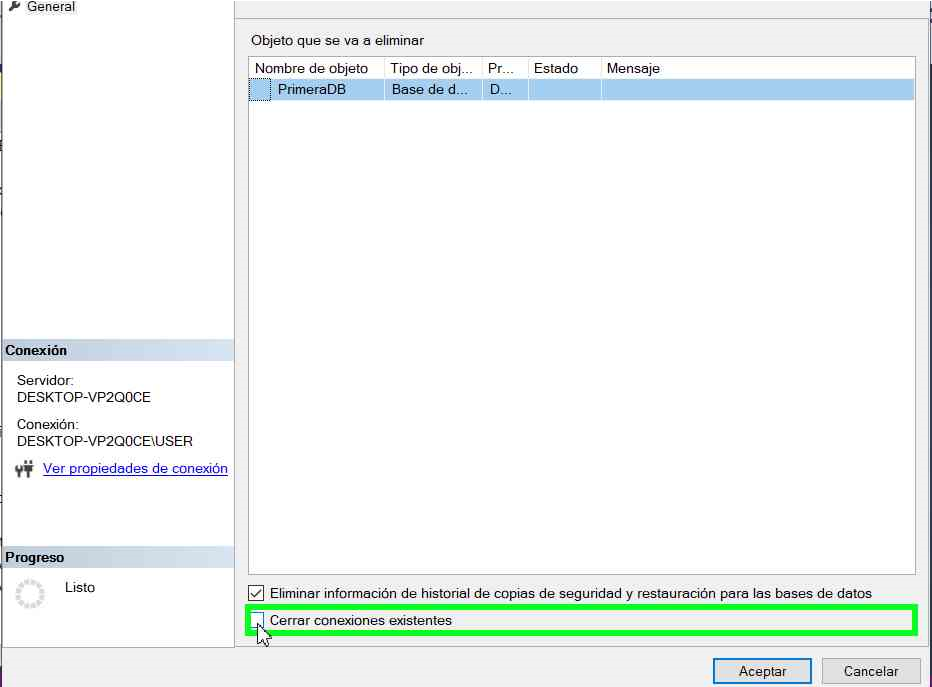 General
Objeto que se va a eliminar
Nombre de objeto Tipo de obj... Pr... Estado Mensaje
PrimeraDB Base de d... D...
Conexión
Servidor:
DESKTOP-VP2Q0CE
Conexión:
DESKTOP-VP2Q0CE\USER
Ver propiedades de conexión
Progreso
Listo
Eliminar información de historial de copias de seguridad y restauración para las bases de datos
Cerrar conexiones existentes
Aceptar Cancelar